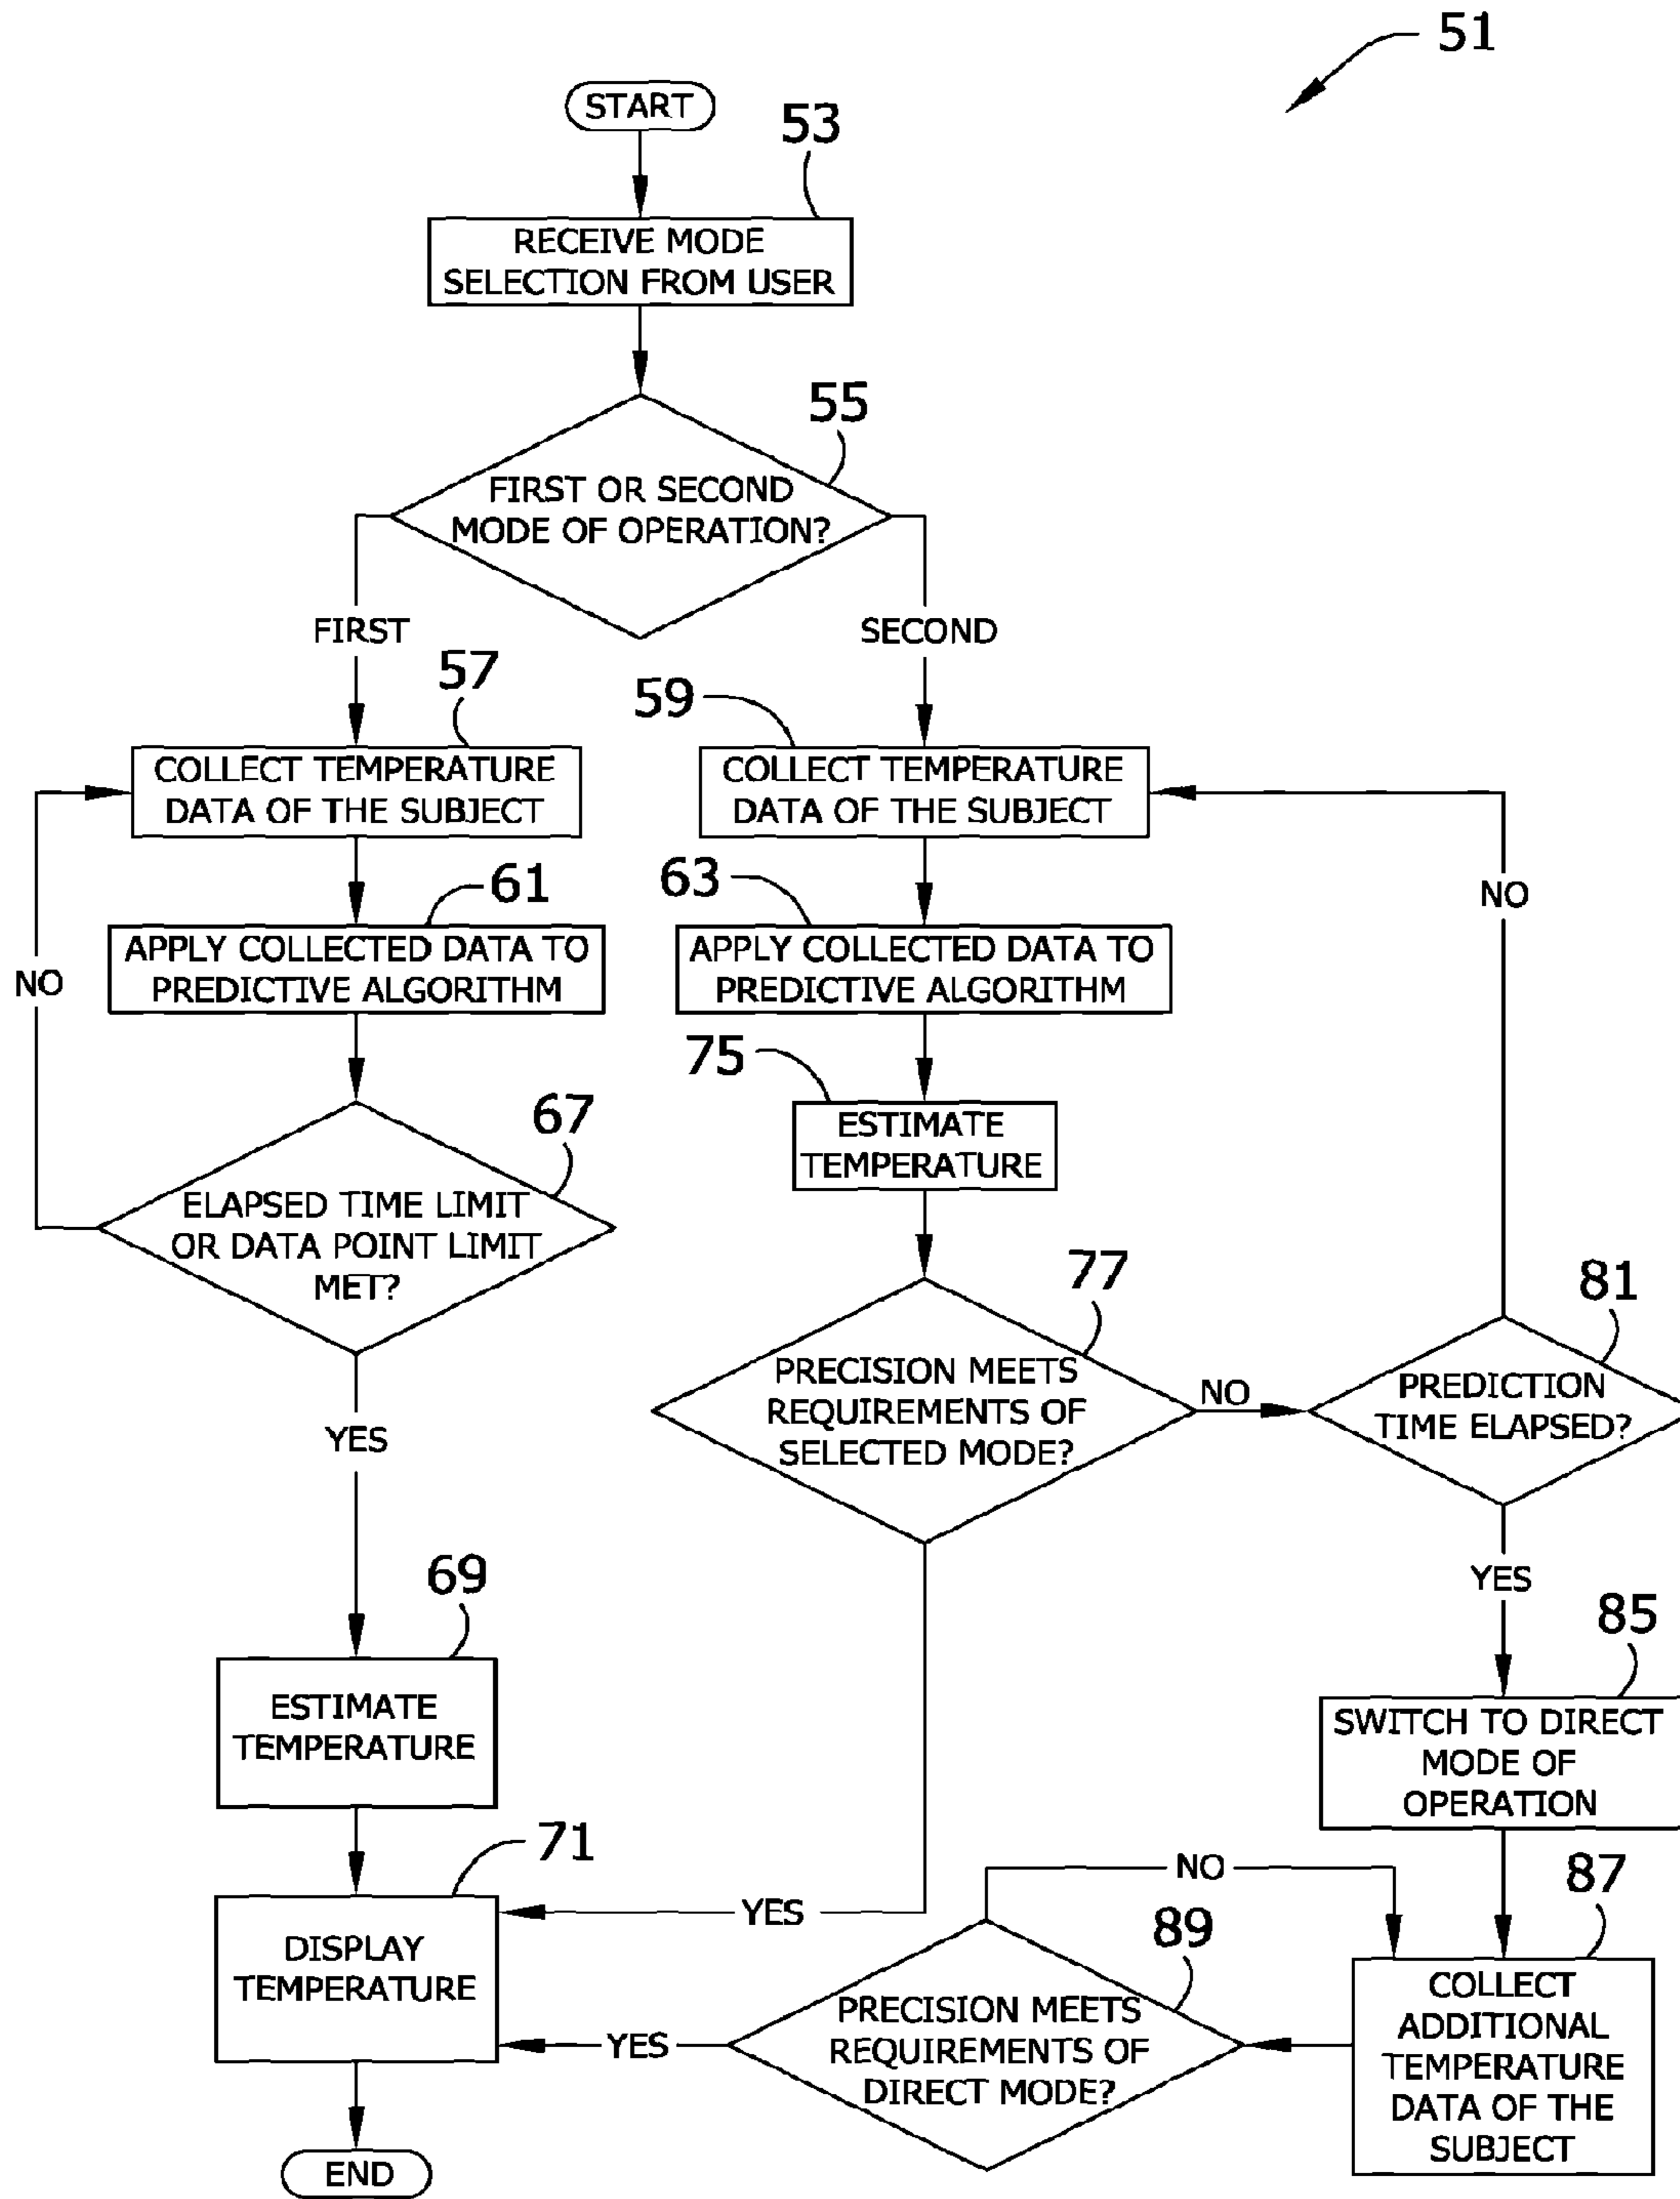 51
START
53
RECEIVE MODE
SELECTION FROM USER
55
FIRST OR SECOND
MODE OF OPERATION?
FIRST
SECOND
57
COLLECT TEMPERATURE
DATA OF THE SUBJECT
59
COLLECT TEMPERATURE
DATA OF THE SUBJECT
61
APPLY COLLECTED DATA TO
PREDICTIVE ALGORITHM
63
APPLY COLLECTED DATA TO
PREDICTIVE ALGORITHM
NO
NO
75
ESTIMATE
TEMPERATURE
67
ELAPSED TIME LIMIT
OR DATA POINT LIMIT
MET?
77
PRECISION MEETS
REQUIREMENTS OF
SELECTED MODE?
NO
81
PREDICTION
TIME ELAPSED?
YES
YES
69
ESTIMATE
TEMPERATURE
85
SWITCH TO DIRECT
MODE OF
OPERATION
71
DISPLAY
TEMPERATURE
YES
NO
87
COLLECT
ADDITIONAL
TEMPERATURE
DATA OF THE
SUBJECT
89
PRECISION MEETS
REQUIREMENTS OF
DIRECT MODE?
YES
END